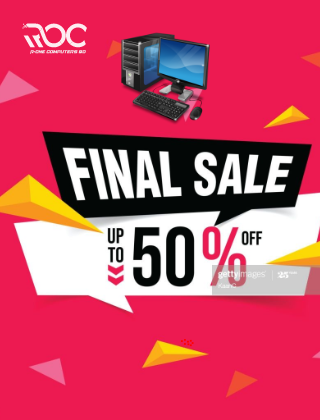 ROC
R-ONE COMPUTERS BD
FINAL SALE
UP
TO
50% OFF
gettyimages